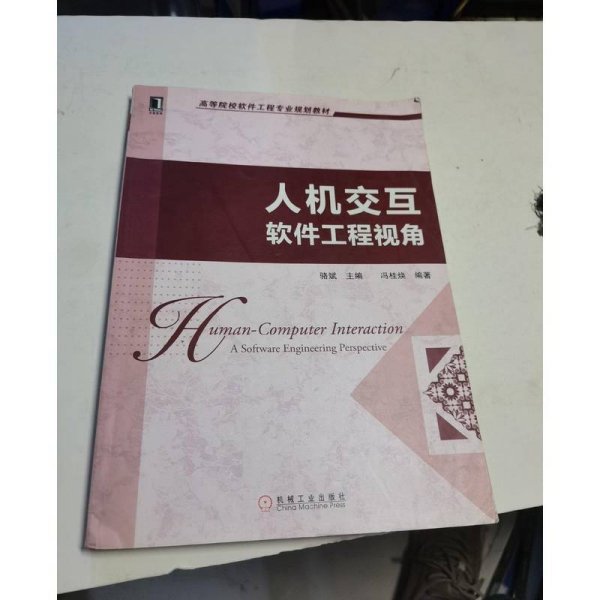 高等院校软件工程专业规划教材
人机交互
软件工程视角
骆斌 主编 冯桂焕 编著
Human-Computer Interaction
A Software Engineering Perspective
机械工业出版社
China Machine Press